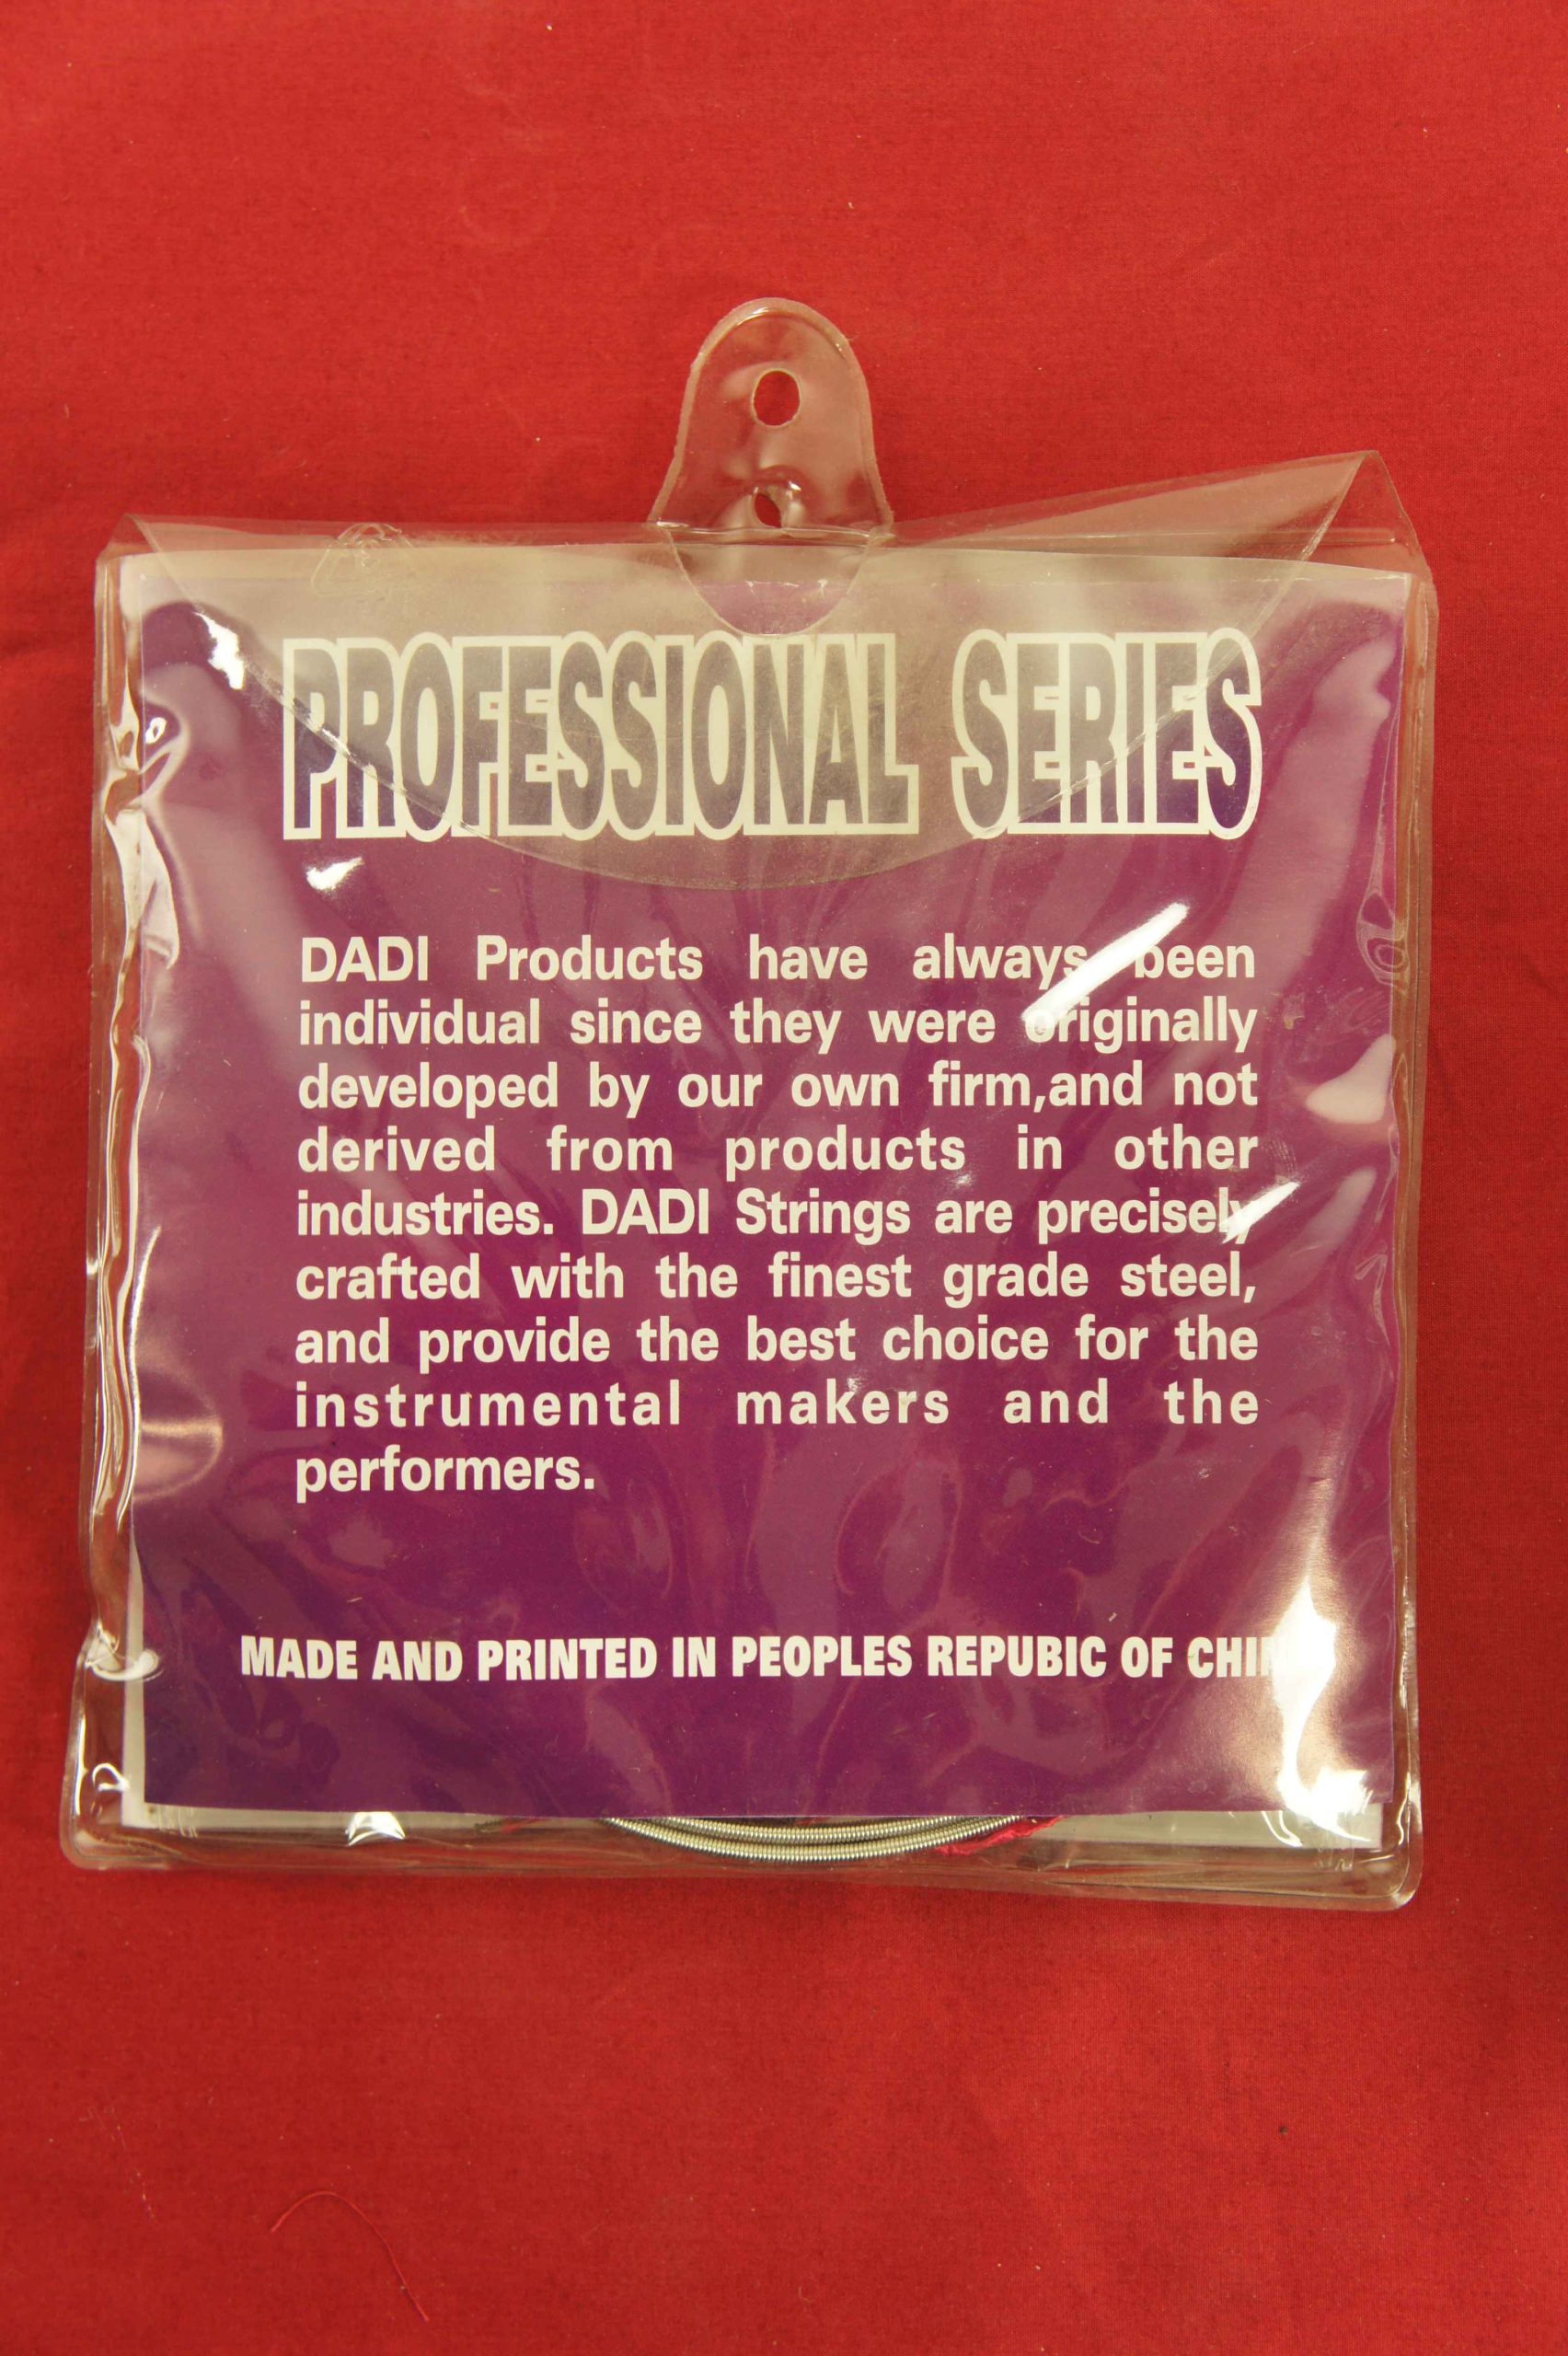 PROFESSIONAL SERIES
DADI Products have always been
individual since they were originally
developed by our own firm,and not
derived from products in other
industries. DADI Strings are precisely
crafted with the finest grade steel,
and provide the best choice for the
instrumental makers and the
performers.
MADE AND PRINTED IN PEOPLES REPUBIC OF